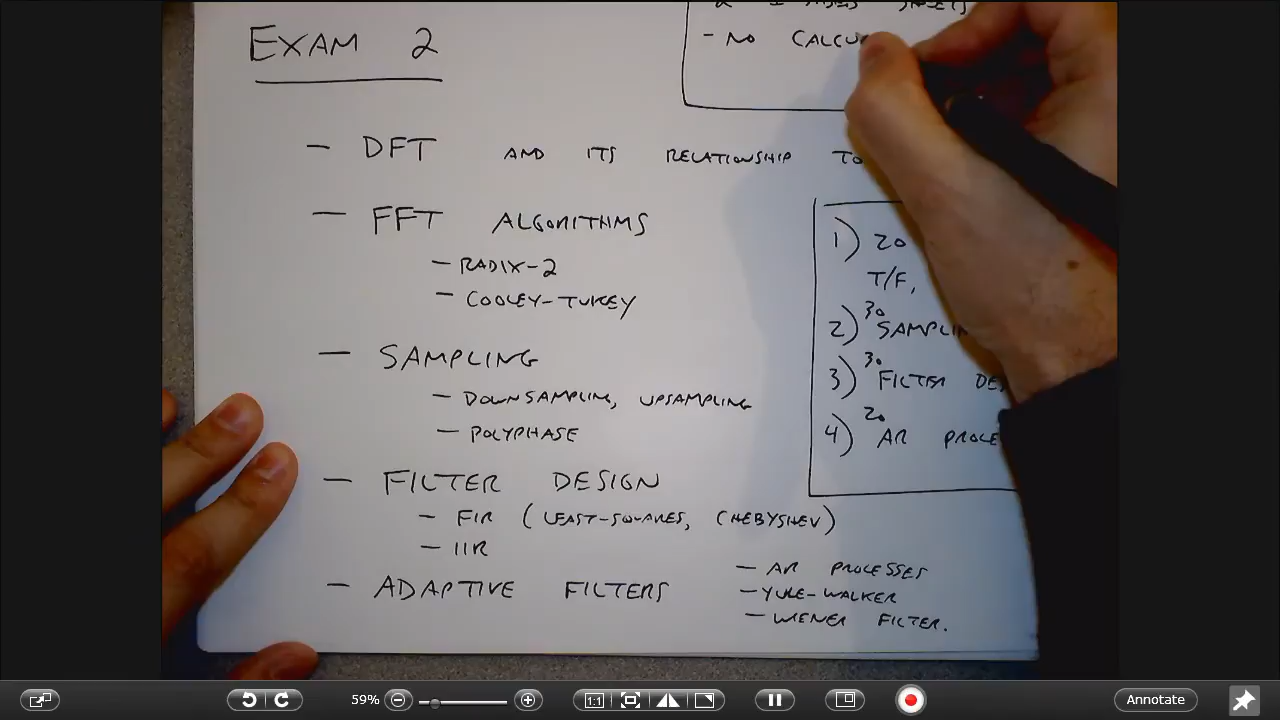 EXAM 2
- NO CALCU
- DFT AND ITS RELATIONSHIP TO
- FFT ALGORITHMS
- RADIX-2
- COOLEY-TUKEY
- SAMPLING
- DOWNSAMPLING, UPSAMPLING
- POLYPHASE
- FILTER DESIGN
- FIR (LEAST-SQUARES, CHEBYSHEV)
- IIR
- ADAPTIVE FILTERS
- AR PROCESSES
- YULE-WALKER
- WIENER FILTER.
1) 20
T/F,
2) 30 SAMPLIN
3) 30 FILTER DES
4) 20 AR PROCE
59%
1:1
Annotate